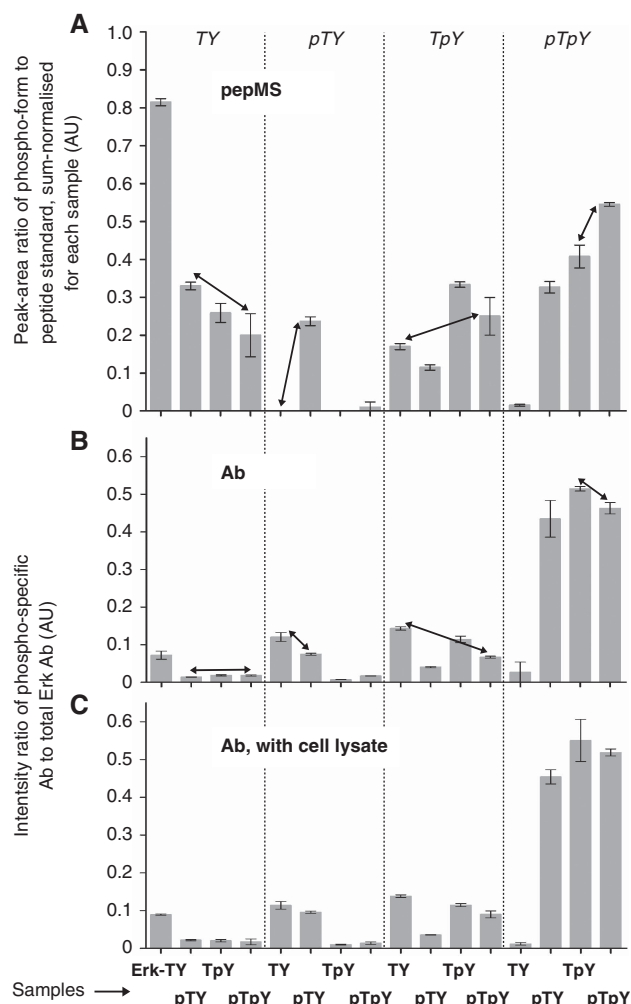 A
TY pTY TpY pTpY
pepMS
Peak-area ratio of phospho-form to
peptide standard, sum-normalised
for each sample (AU)
1.0
0.9
0.8
0.7
0.6
0.5
0.4
0.3
0.2
0.1
0
B
Ab
0.6
0.5
0.4
0.3
0.2
0.1
0
Intentsity ratio of phospho-specific
Ab to total Erk Ab (AU)
C
Ab, with cell lysate
0.6
0.5
0.4
0.3
0.2
0.1
0
Erk-TY TpY TY TpY TY TpY TY TpY
Samples pTY pTpY pTY pTpY pTY pTpY pTY pTpY